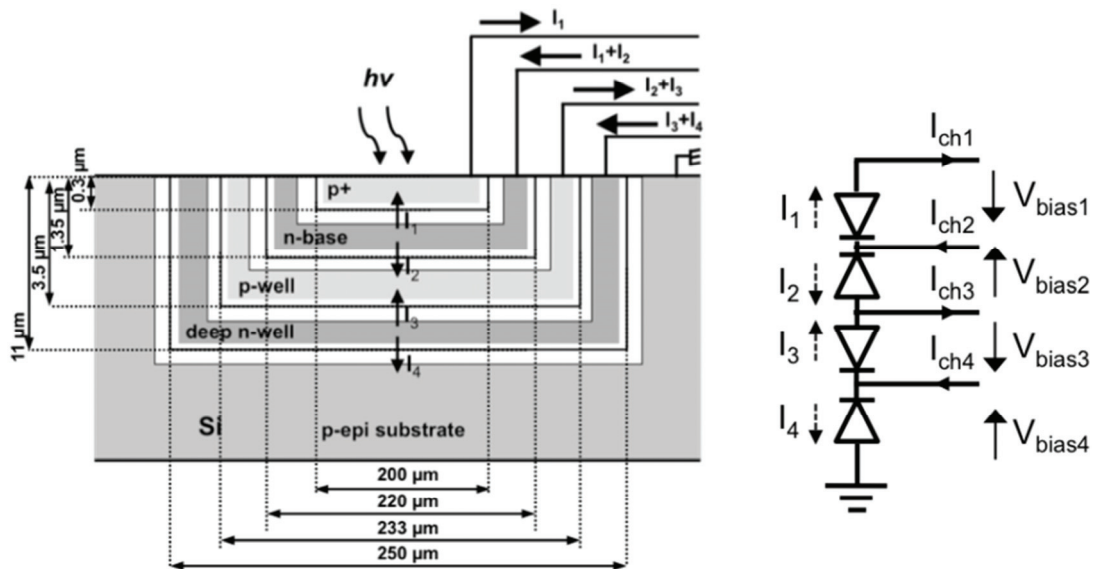 I1
I1+I2
I2+I3
I3+I4
hν
p+
I1
n-base
I2
p-well
I3
deep n-well
I4
Si
p-epi substrate
0.3 µm
1.35 µm
3.5 µm
11 µm
200 µm
220 µm
233 µm
250 µm
Ich1
I1
Vbias1
Ich2
I2
Vbias2
Ich3
I3
Vbias3
Ich4
I4
Vbias4